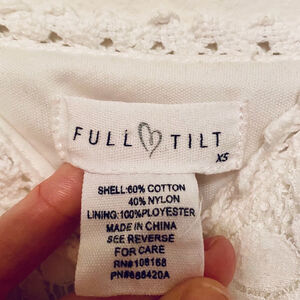 FULL TILT
XS
SHELL:60% COTTON
40% NYLON
LINING:100%PLOYESTER
MADE IN CHINA
SEE REVERSE
FOR CARE
RN#108158
PN#888420A